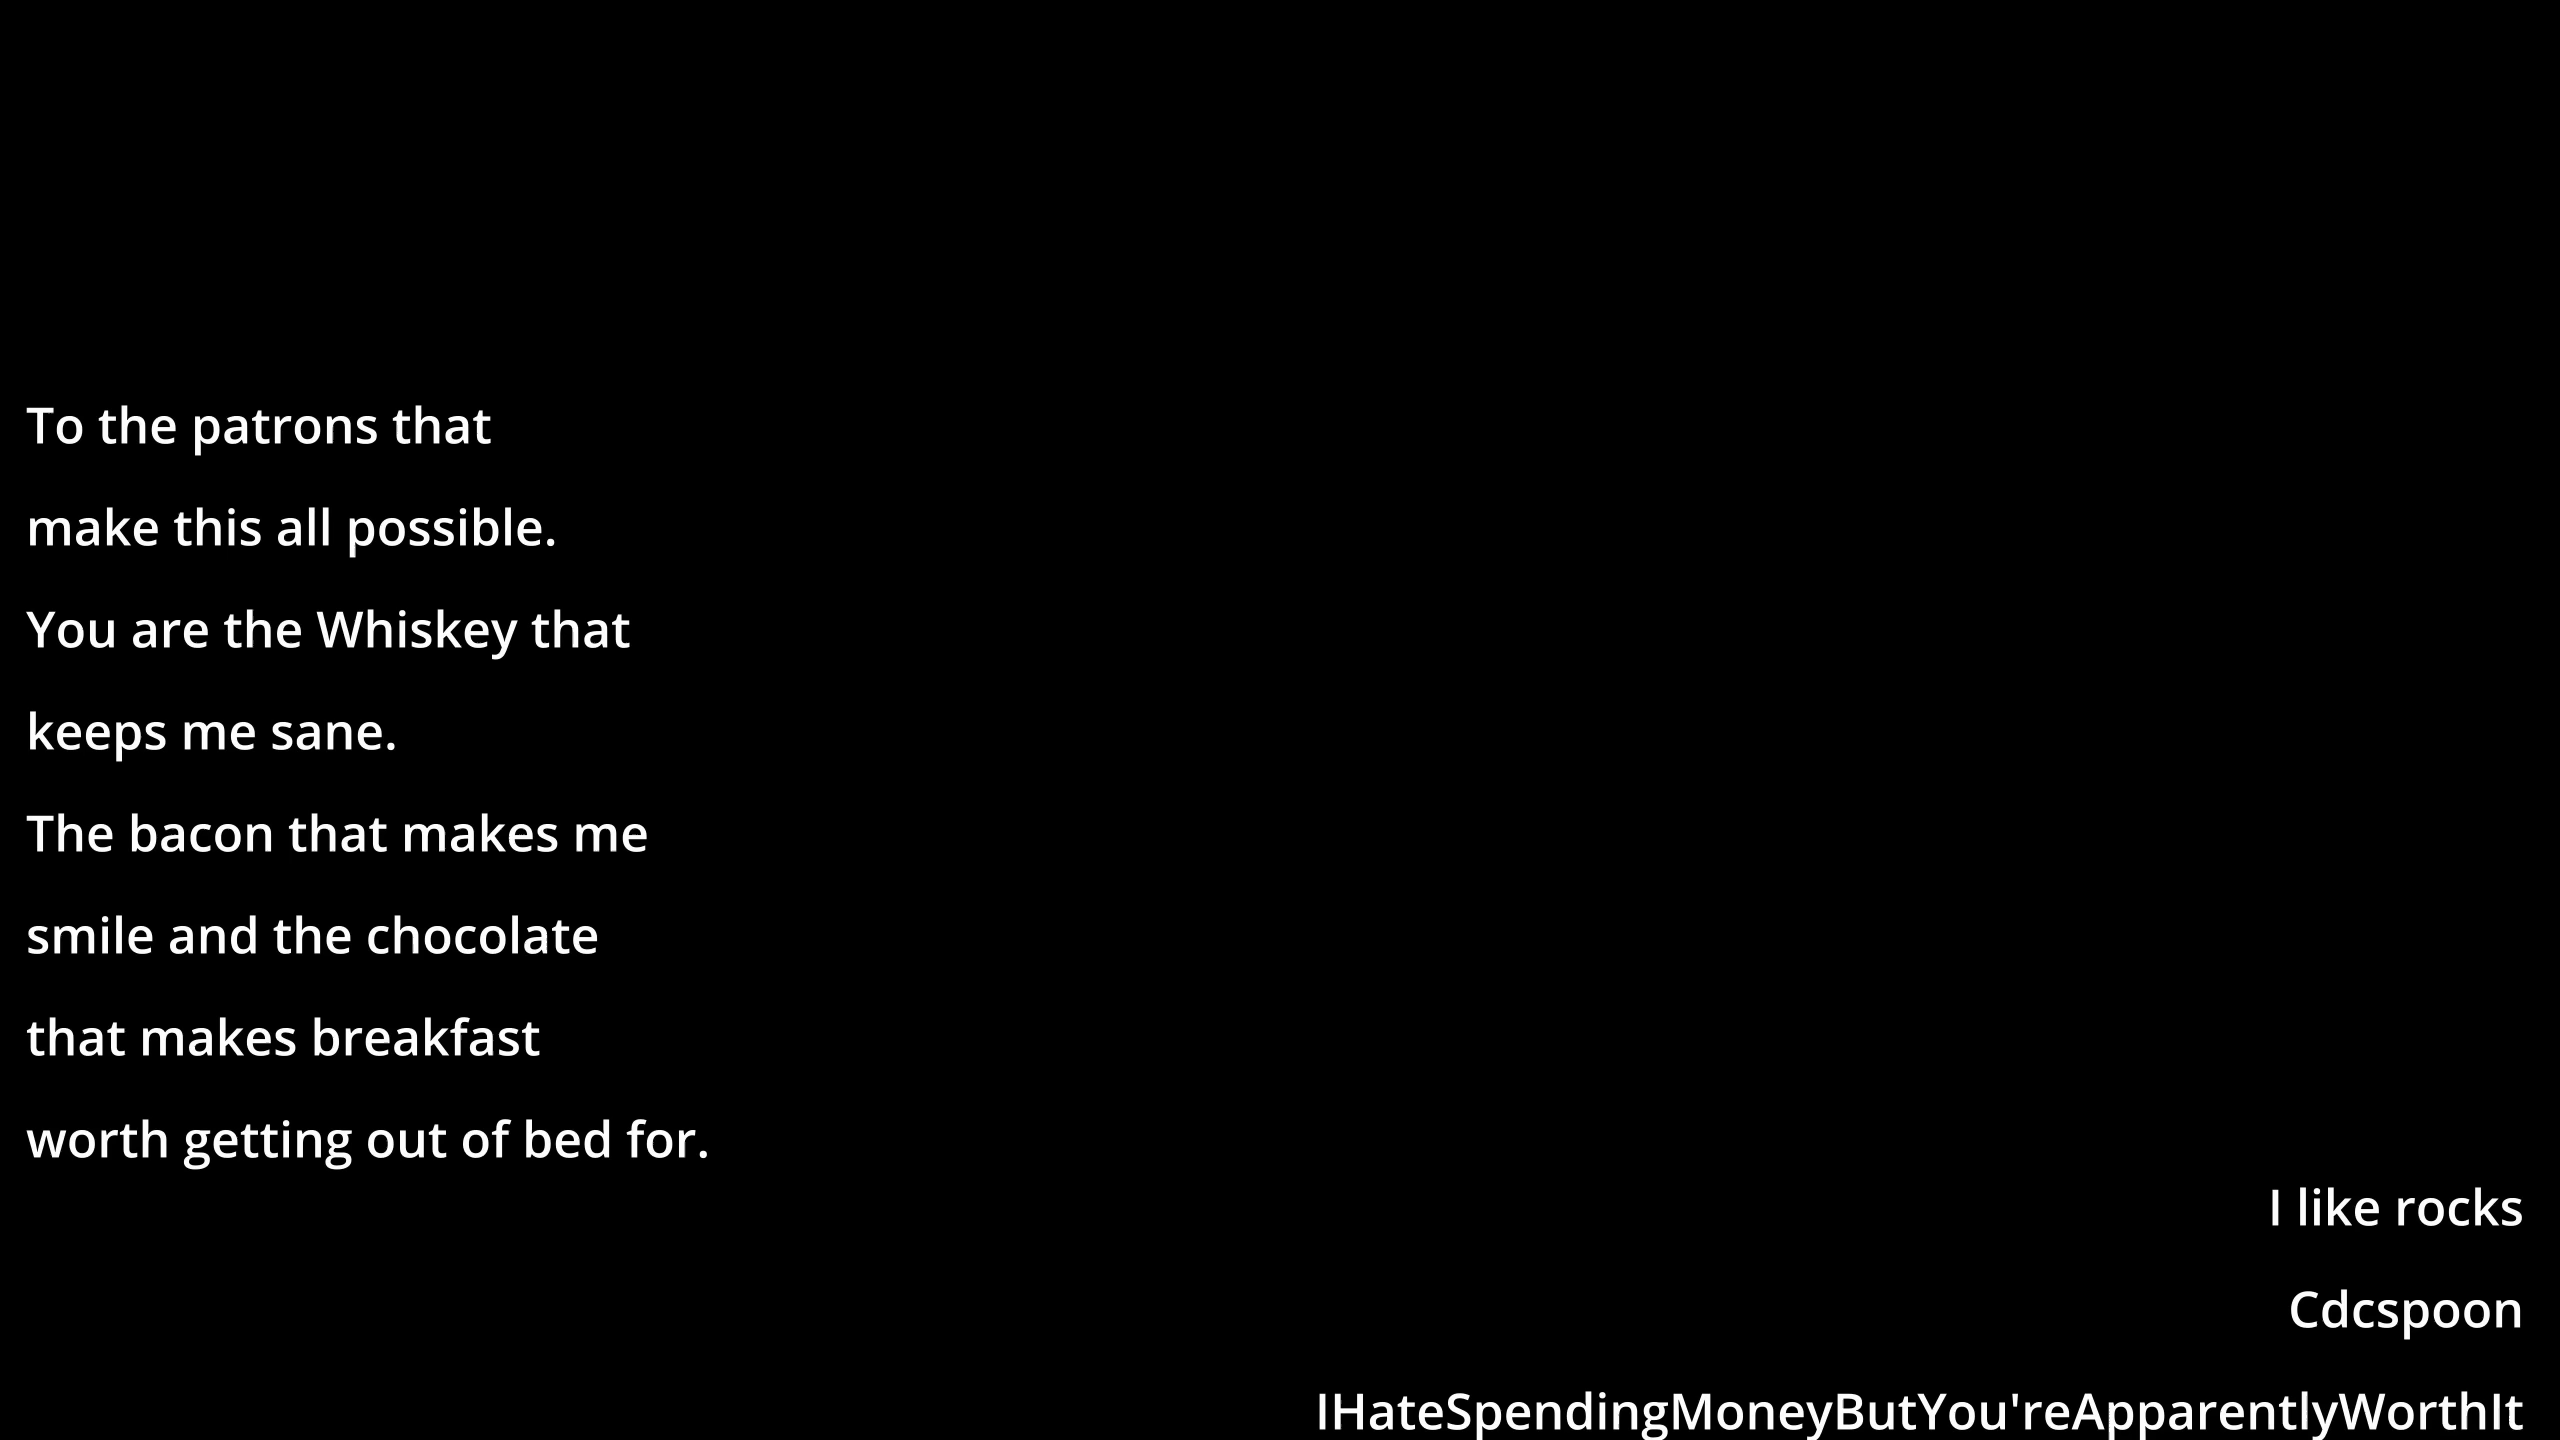 To the patrons that
make this all possible.
You are the Whiskey that
keeps me sane.
The bacon that makes me
smile and the chocolate
that makes breakfast
worth getting out of bed for.
I like rocks
Cdcspoon
IHateSpendingMoneyButYou'reApparentlyWorthIt